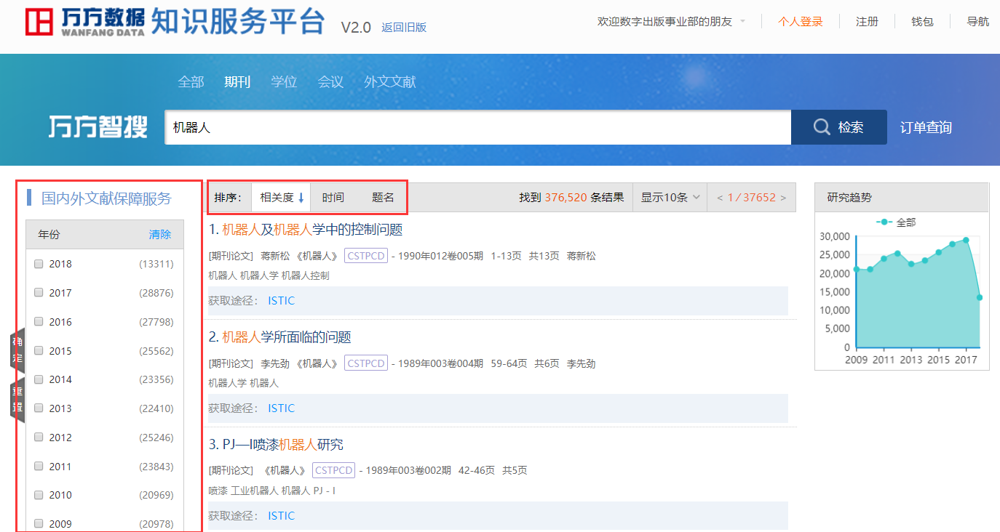 万方数据
WANFANG DATA
知识服务平台
V2.0 返回旧版
欢迎数字出版事业部的朋友 个人登录 注册 钱包 导航
全部 期刊 学位 会议 外文文献
万方智搜
机器人
检索
订单查询
国内外文献保障服务
年份 清除
2018 (13311)
2017 (28876)
2016 (27798)
2015 (25562)
2014 (23356)
2013 (22410)
2012 (25246)
2011 (23843)
2010 (20969)
2009 (20978)
确定
重置
排序: 相关度↓ 时间 题名 找到 376,520 条结果 显示10条 < 1 / 37652 >
1. 机器人及机器人学中的控制问题
[期刊论文] 蒋新松 《机器人》 CSTPCD - 1990年012卷005期 1-13页 共13页 蒋新松
机器人 机器人学 机器人控制
获取途径: ISTIC
2. 机器人学所面临的问题
[期刊论文] 李先劲 《机器人》 CSTPCD - 1989年003卷004期 59-64页 共6页 李先劲
机器人学 机器人
获取途径: ISTIC
3. PJ—I喷漆机器人研究
[期刊论文] 《机器人》 CSTPCD - 1989年003卷002期 42-46页 共5页
喷漆 工业机器人 机器人 PJ - I
获取途径: ISTIC
研究趋势
全部
30,000
25,000
20,000
15,000
10,000
5,000
0
2009 2011 2013 2015 2017